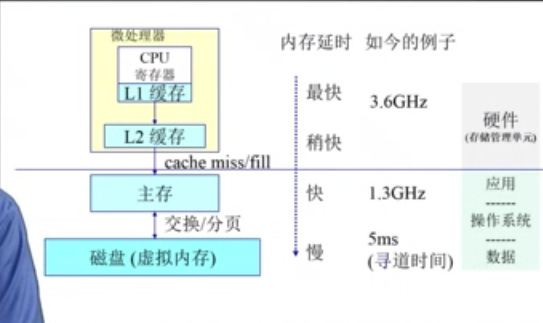 微处理器
CPU
寄存器
L1 缓存
L2 缓存
cache miss/fill
主存
交换/分页
磁盘 (虚拟内存)
内存延时 如今的例子
最快
3.6GHz
稍快
快
1.3GHz
慢
5ms
(寻道时间)
硬件
(存储管理单元)
应用
------
操作系统
------
数据